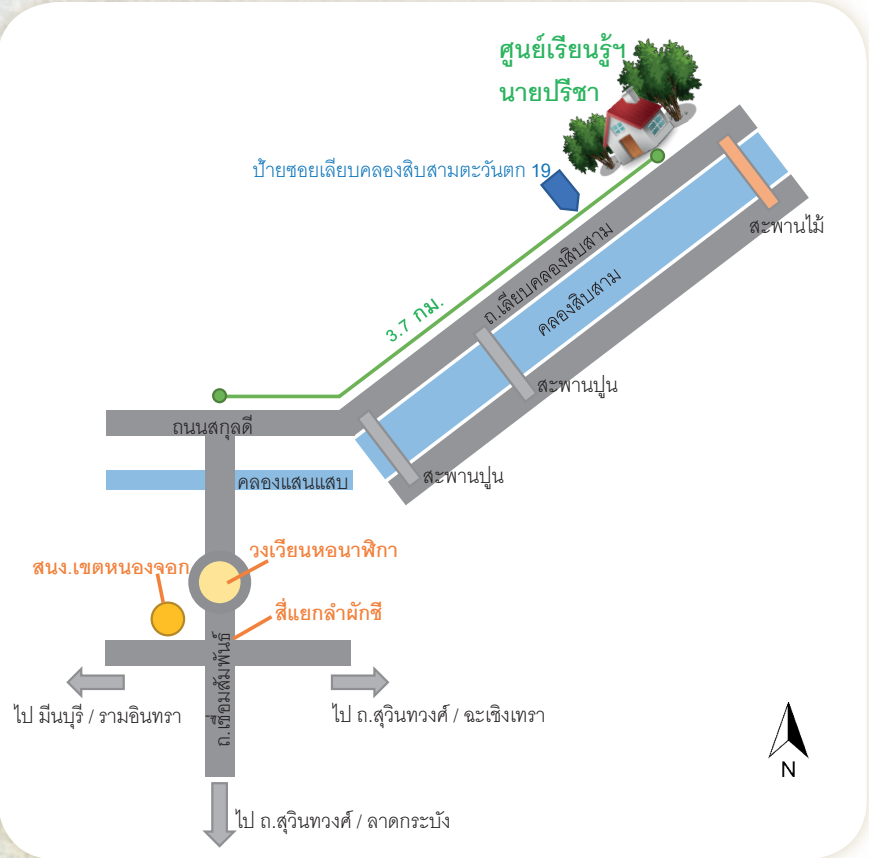 ศูนย์เรียนรู้ฯ
นายปรีชา
ป้ายซอยเลียบคลองสิบสามตะวันตก 19
สะพานไม้
ถ.เลียบคลองสิบสาม
คลองสิบสาม
3.7 กม.
สะพานปูน
ถนนสกุลดี
สะพานปูน
คลองแสนแสบ
วงเวียนหอนาฬิกา
สนง.เขตหนองจอก
สี่แยกลำผักชี
ถ.เชื่อมสัมพันธ์
ไป มีนบุรี / รามอินทรา
ไป ถ.สุวินทวงศ์ / ฉะเชิงเทรา
N
ไป ถ.สุวินทวงศ์ / ลาดกระบัง